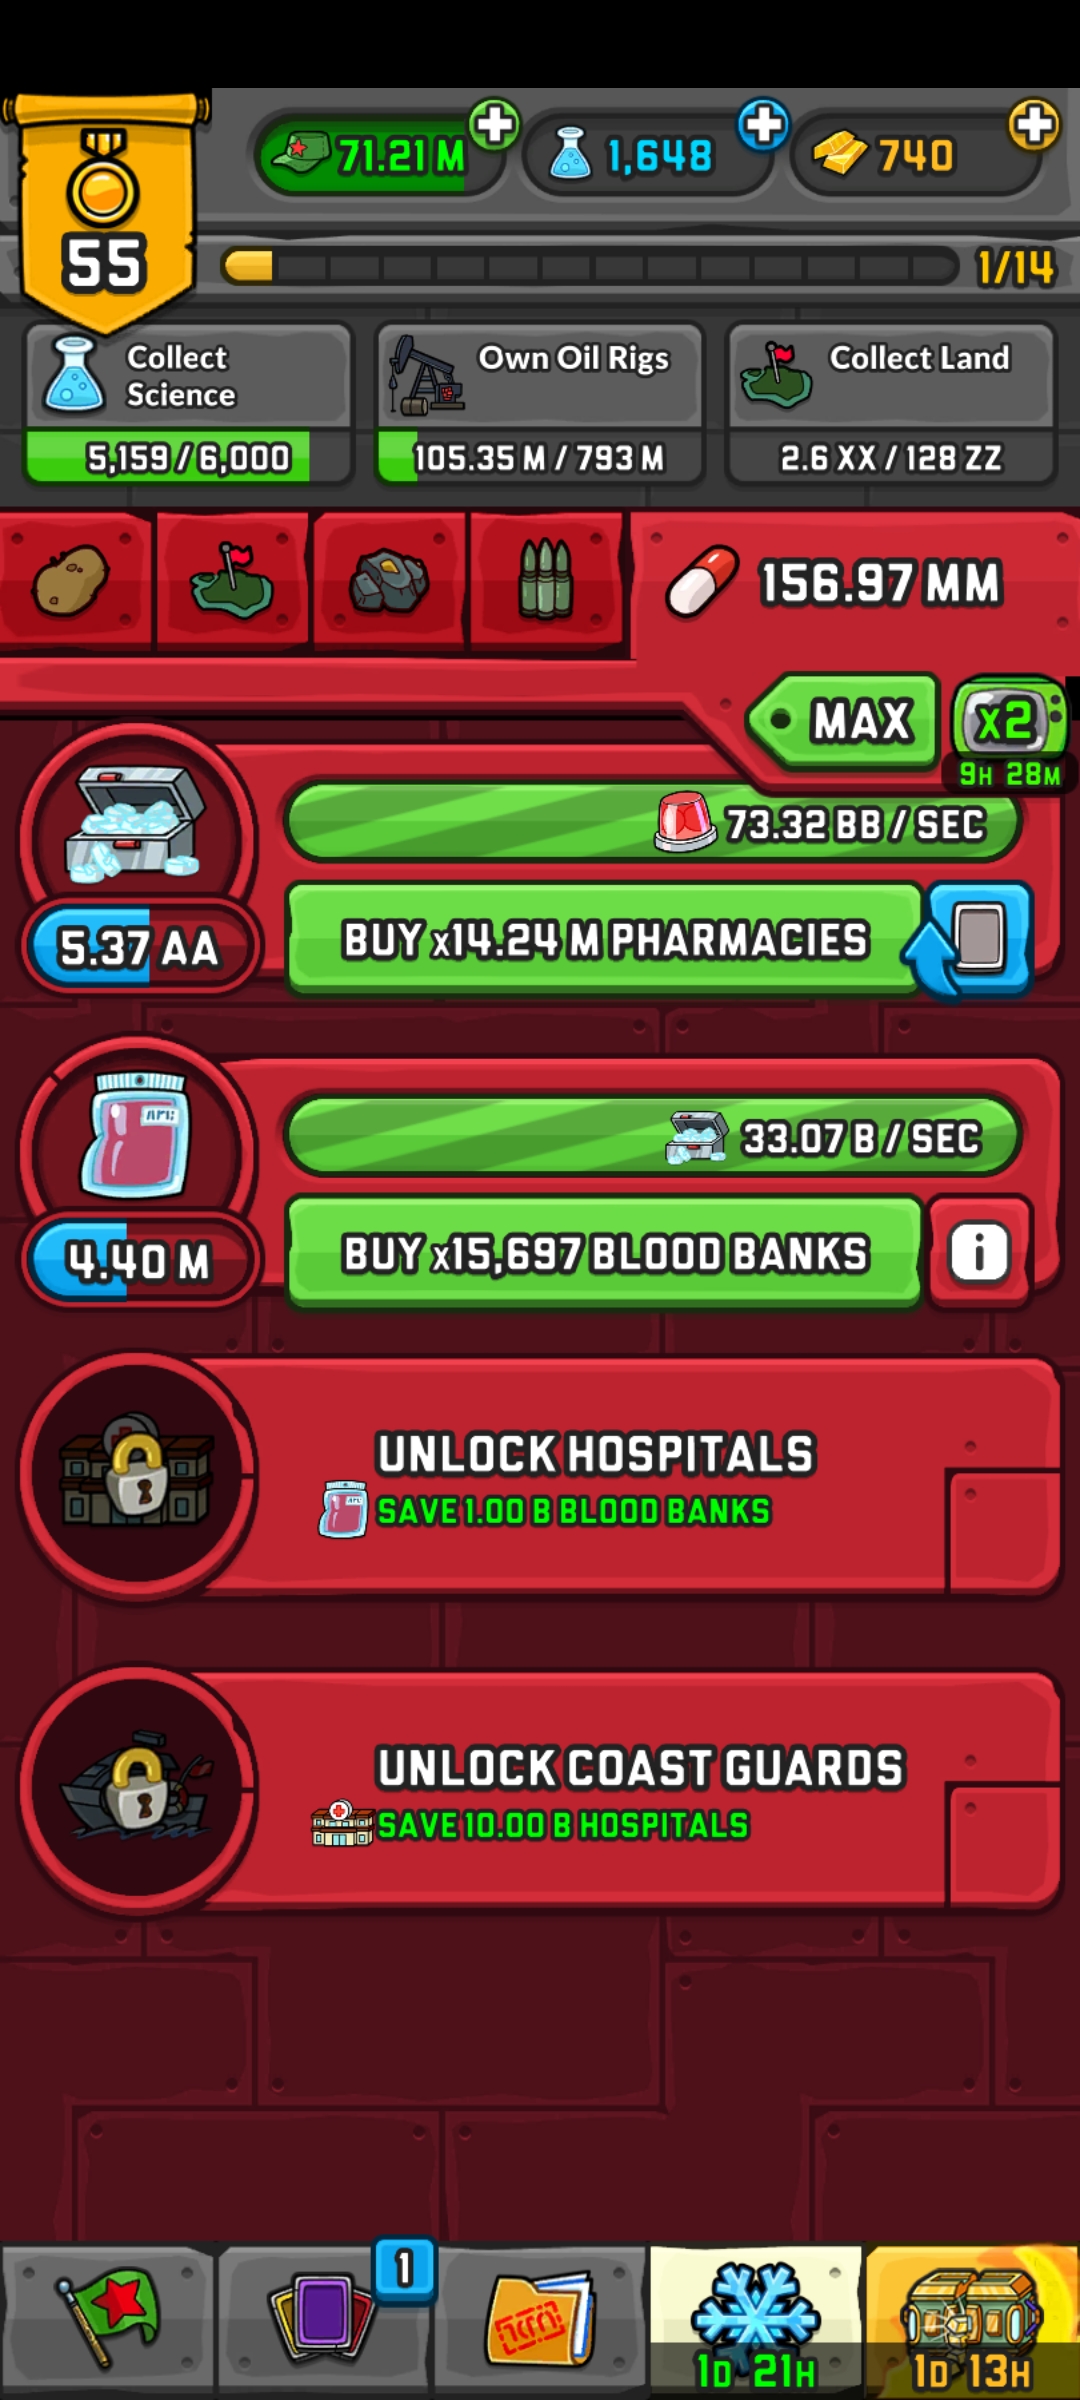 71.21 M
1,648
740
55
1/14
Collect
Science
5,159 / 6,000
Own Oil Rigs
105.35 M / 793 M
Collect Land
2.6 XX / 128 ZZ
156.97 MM
MAX
x2
9H 28M
73.32 BB / SEC
5.37 AA
BUY x14.24 M PHARMACIES
33.07 B / SEC
4.40 M
BUY x15,697 BLOOD BANKS
i
UNLOCK HOSPITALS
SAVE 1.00 B BLOOD BANKS
UNLOCK COAST GUARDS
SAVE 10.00 B HOSPITALS
1
1D 21H
1D 13H